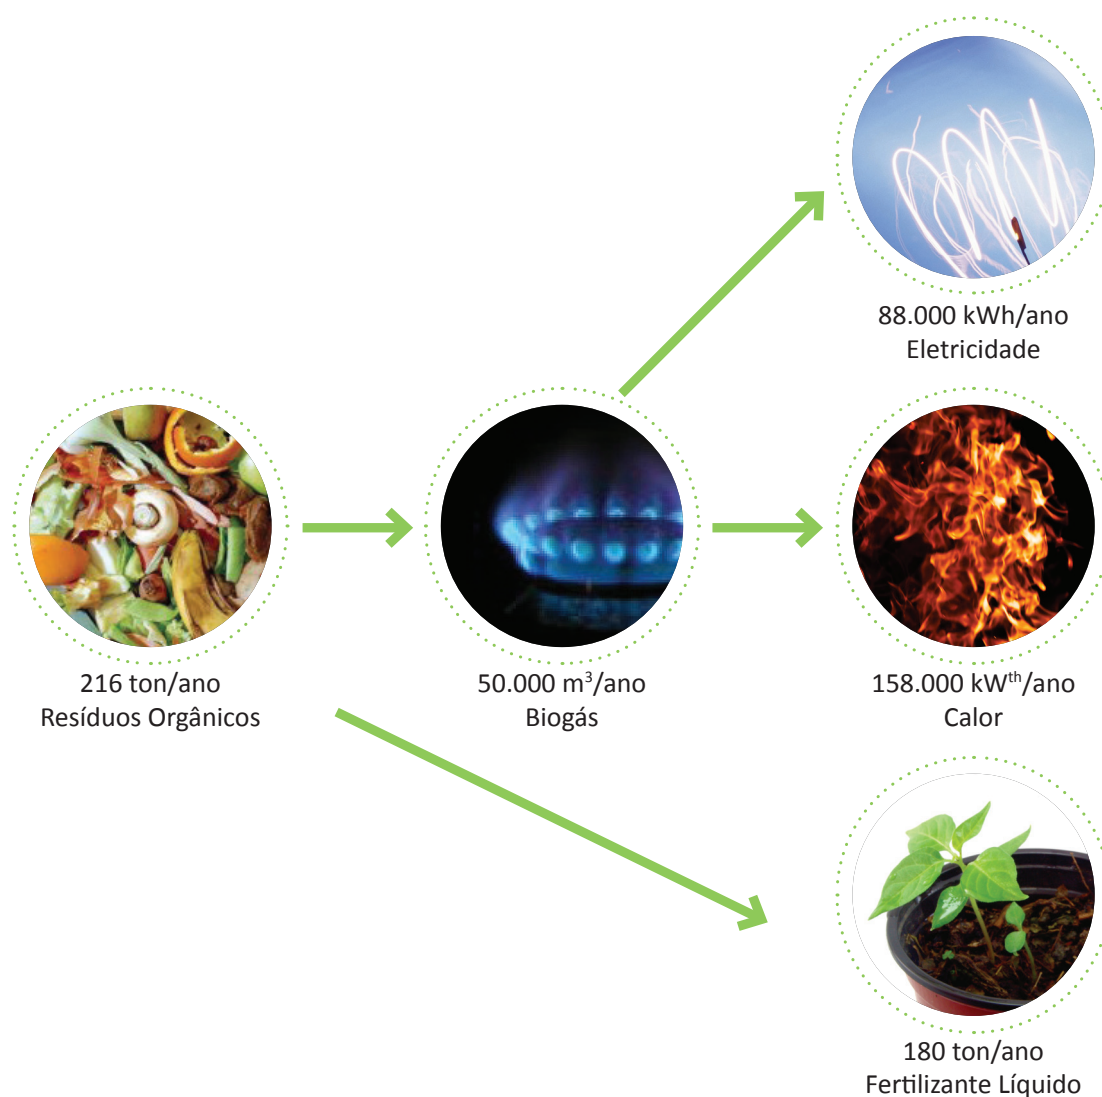 88.000 kWh/ano
Eletricidade
216 ton/ano
Resíduos Orgânicos
50.000 m³/ano
Biogás
158.000 kWᵗʰ/ano
Calor
180 ton/ano
Fertilizante Líquido